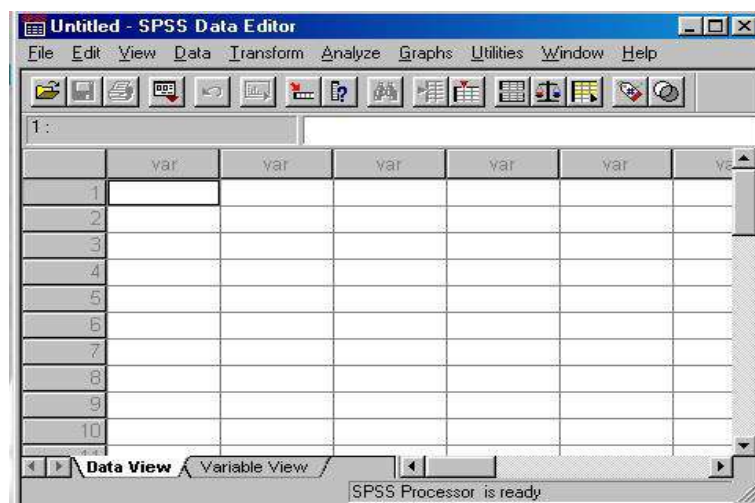 Untitled - SPSS Data Editor
File Edit View Data Transform Analyze Graphs Utilities Window Help
1 :
var var var var var va
1
2
3
4
5
6
7
8
9
10
11
Data View Variable View
SPSS Processor is ready